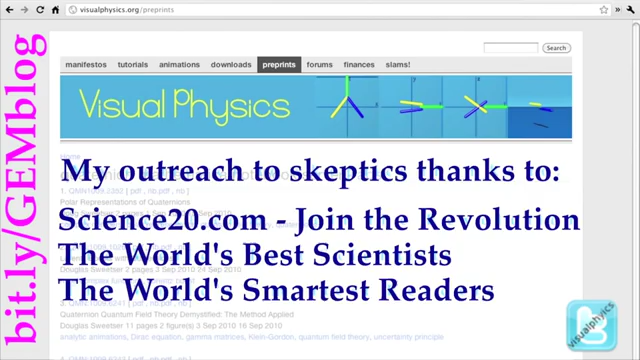 visualphysics.org/preprints
Search
manifestos tutorials animations downloads preprints forums finances slams!
Visual Physics
Home
My outreach to skeptics thanks to:
Polar Representations of Quaternions
Science20.com - Join the Revolution
The World's Best Scientists
Douglas Sweetser 2 pages 3 Sep 2010 24 Sep 2010
The World's Smartest Readers
Quaternion Quantum Field Theory Demystified: The Method Applied
Douglas Sweetser 11 pages 2 figure(s) 3 Sep 2010 16 Sep 2010
analytic animations, Dirac equation, gamma matrices, Klein-Gordon, quantum field theory, uncertainty principle
bit.ly/GEMblog
visualphysics